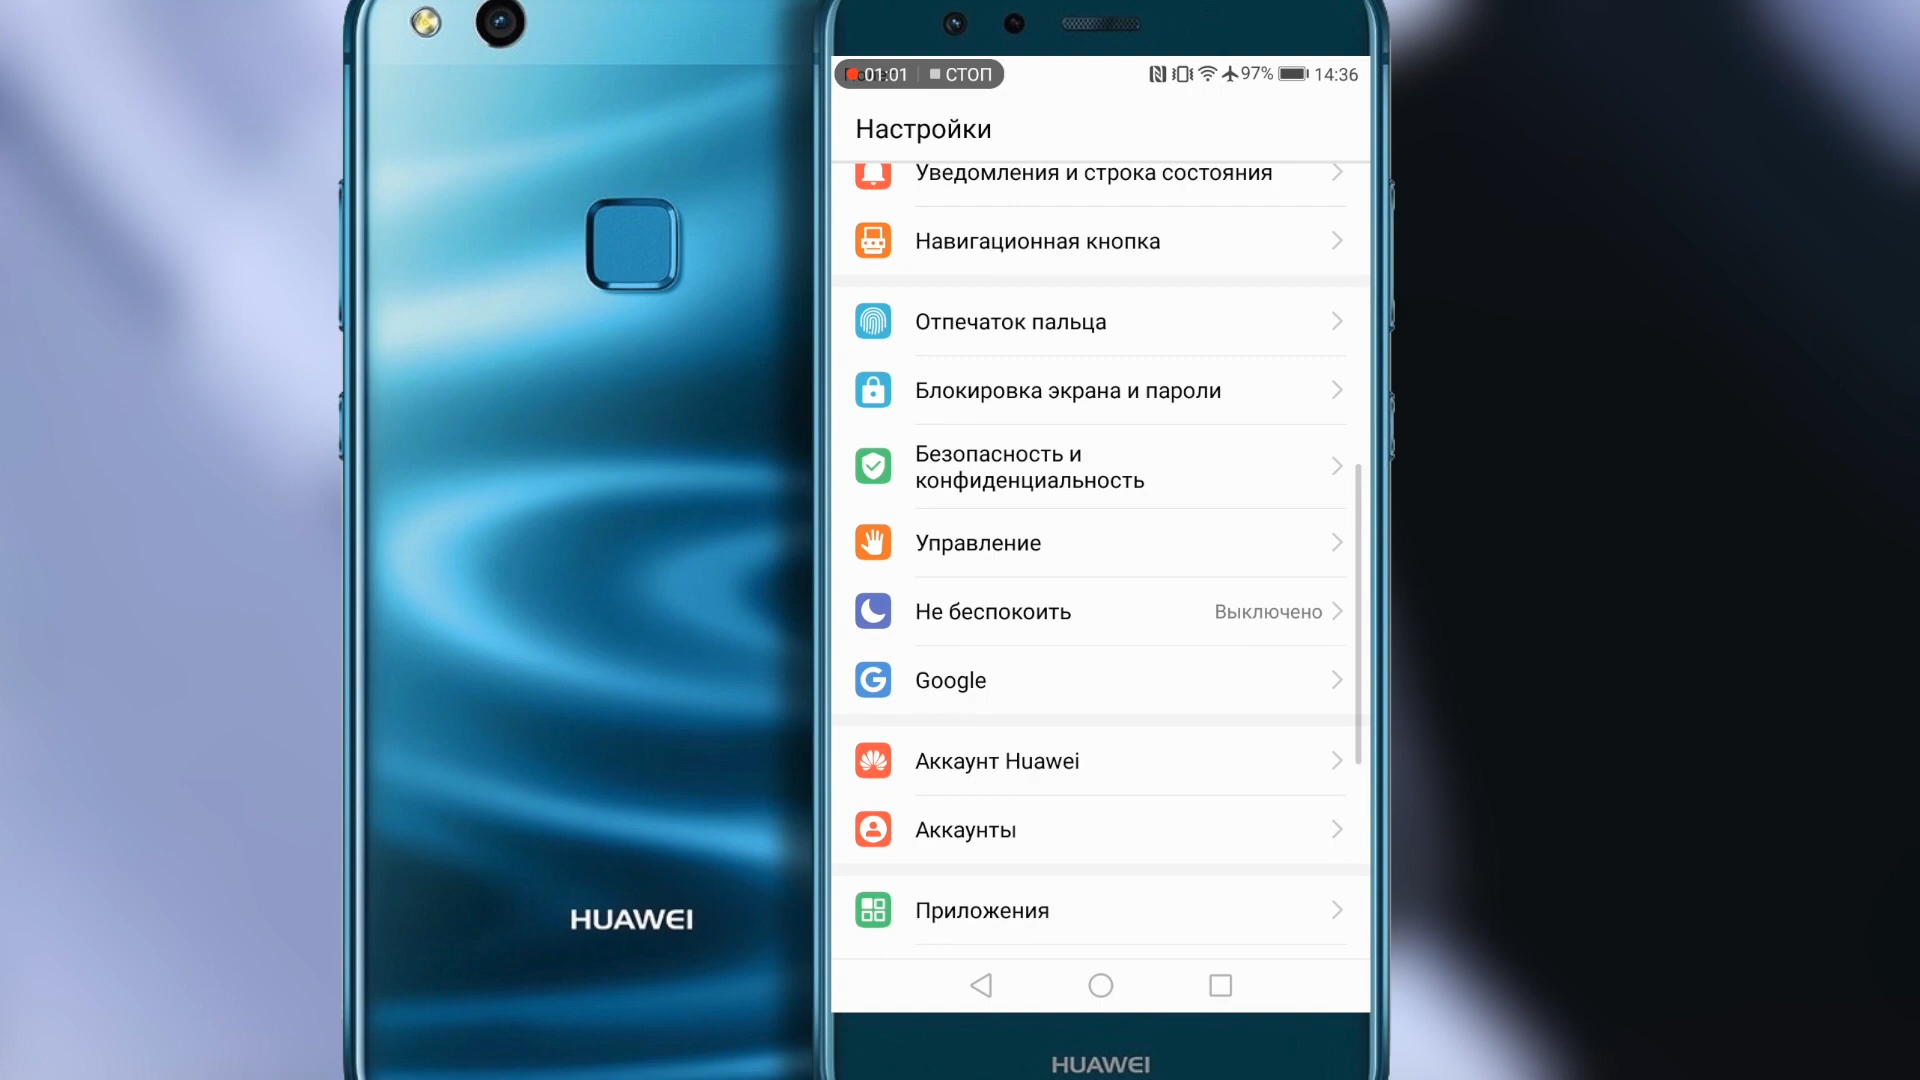 01:01 СТОП
97% 14:36
Настройки
Уведомления и строка состояния
Навигационная кнопка
Отпечаток пальца
Блокировка экрана и пароли
Безопасность и
конфиденциальность
Управление
Не беспокоить Выключено
Google
Аккаунт Huawei
Аккаунты
Приложения
HUAWEI
HUAWEI